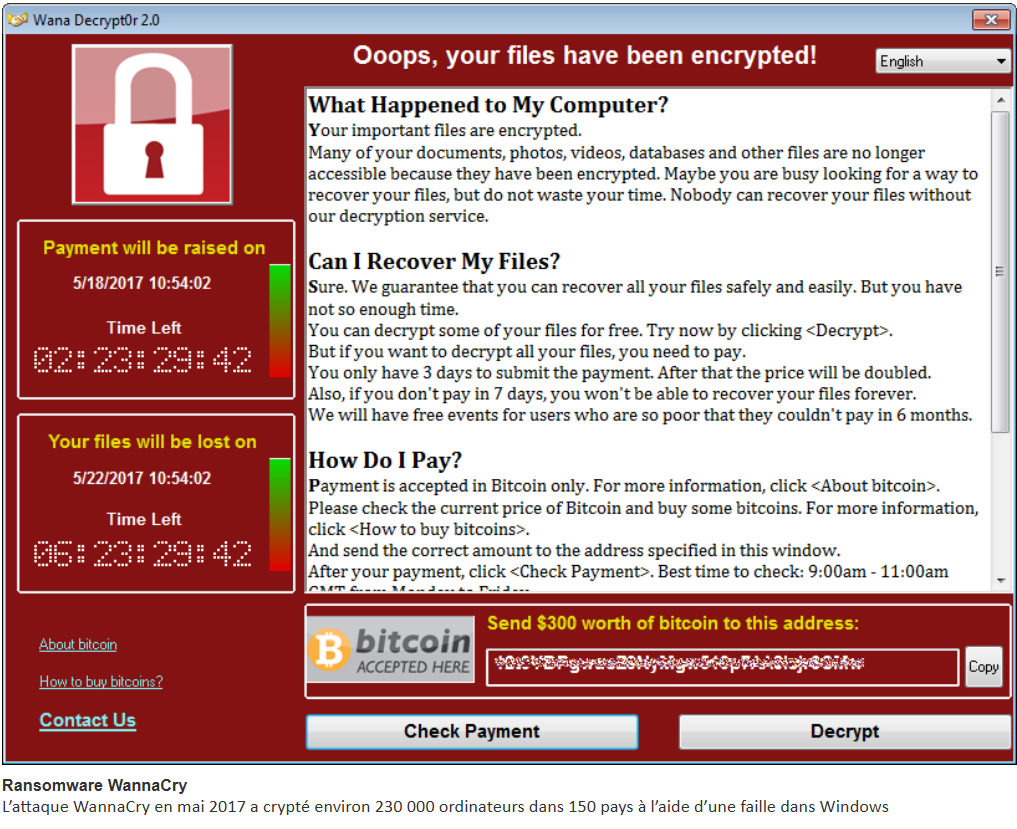 Wana Decrypt0r 2.0
Ooops, your files have been encrypted!
English
What Happened to My Computer?
Your important files are encrypted.
Many of your documents, photos, videos, databases and other files are no longer
accessible because they have been encrypted. Maybe you are busy looking for a way to
recover your files, but do not waste your time. Nobody can recover your files without
our decryption service.
Can I Recover My Files?
Sure. We guarantee that you can recover all your files safely and easily. But you have
not so enough time.
You can decrypt some of your files for free. Try now by clicking <Decrypt>.
But if you want to decrypt all your files, you need to pay.
You only have 3 days to submit the payment. After that the price will be doubled.
Also, if you don't pay in 7 days, you won't be able to recover your files forever.
We will have free events for users who are so poor that they couldn't pay in 6 months.
How Do I Pay?
Payment is accepted in Bitcoin only. For more information, click <About bitcoin>.
Please check the current price of Bitcoin and buy some bitcoins. For more information,
click <How to buy bitcoins>.
And send the correct amount to the address specified in this window.
After your payment, click <Check Payment>. Best time to check: 9:00am - 11:00am
GMT from Monday to Friday
Payment will be raised on
5/18/2017 10:54:02
Time Left
02:23:29:42
Your files will be lost on
5/22/2017 10:54:02
Time Left
06:23:29:42
About bitcoin
How to buy bitcoins?
Contact Us
bitcoin
ACCEPTED HERE
Send $300 worth of bitcoin to this address:
Copy
Check Payment
Decrypt
Ransomware WannaCry
L’attaque WannaCry en mai 2017 a crypté environ 230 000 ordinateurs dans 150 pays à l’aide d’une faille dans Windows